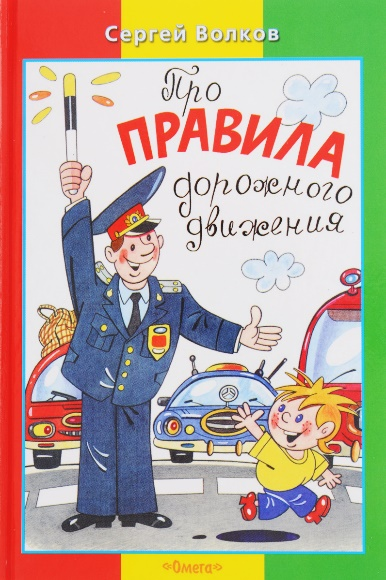 Сергей Волков
Про
ПРАВИЛА
дорожного
движения
«Омега»